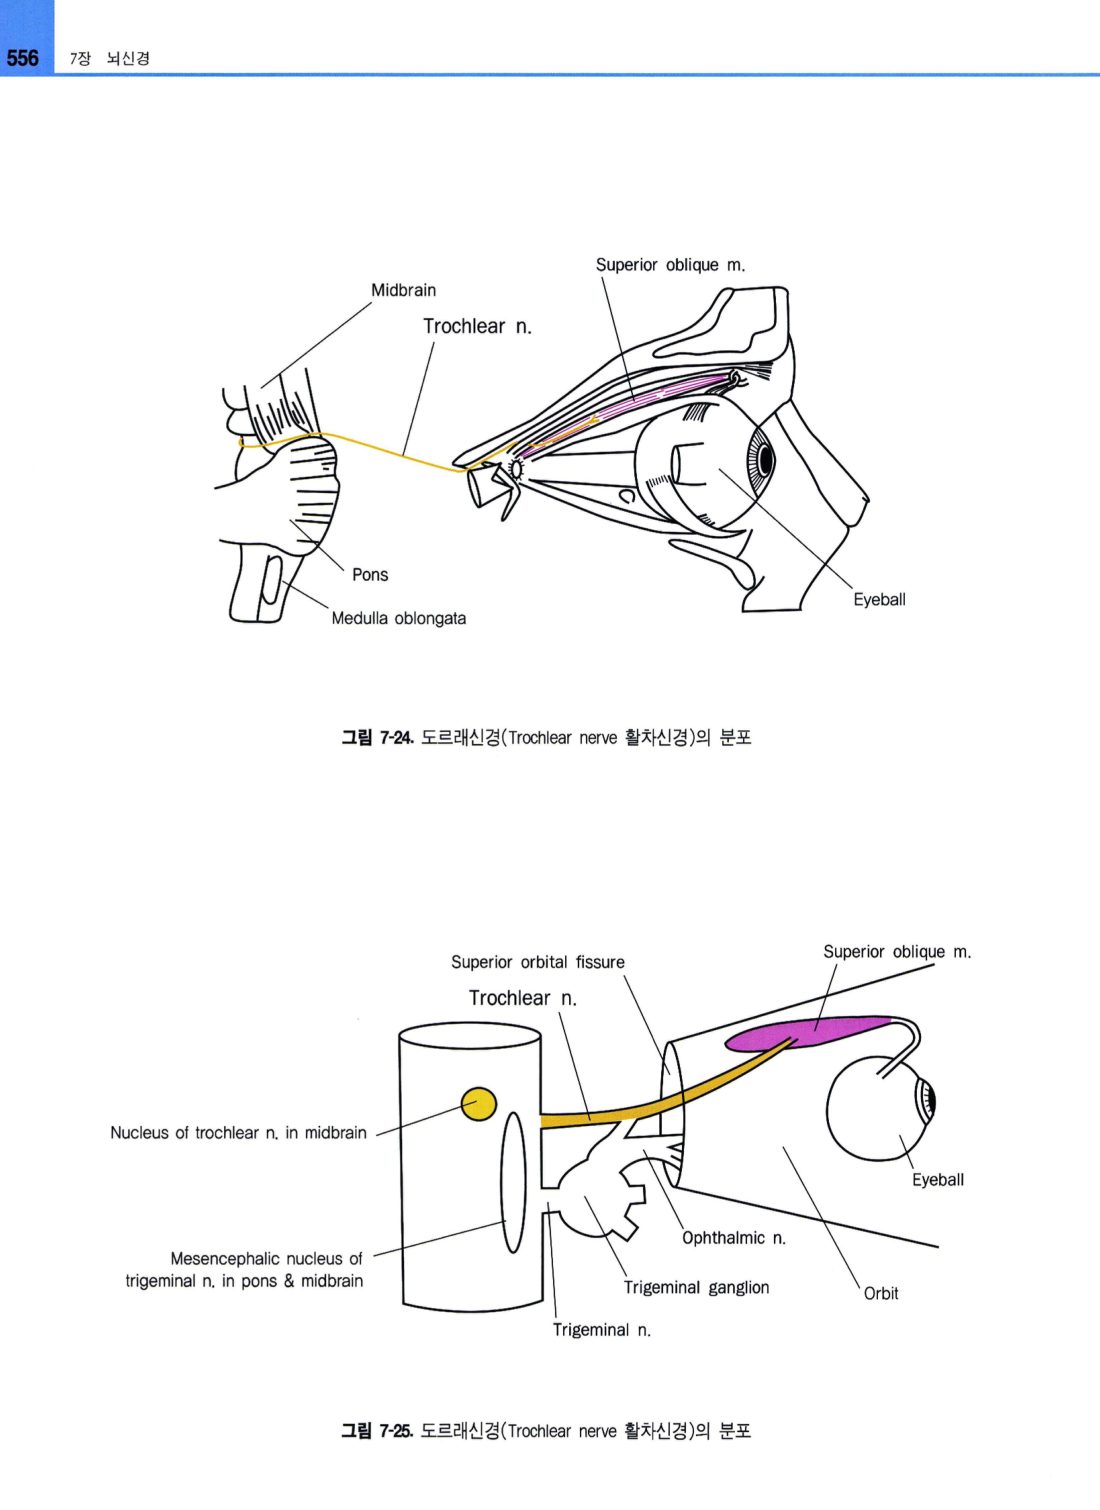 556 7장 뇌신경
Superior oblique m.
Midbrain
Trochlear n.
Pons
Medulla oblongata
Eyeball
그림 7-24. 도르래신경(Trochlear nerve 활차신경)의 분포
Superior oblique m.
Superior orbital fissure
Trochlear n.
Nucleus of trochlear n. in midbrain
Eyeball
Ophthalmic n.
Mesencephalic nucleus of
trigeminal n. in pons & midbrain
Trigeminal ganglion
Orbit
Trigeminal n.
그림 7-25. 도르래신경(Trochlear nerve 활차신경)의 분포